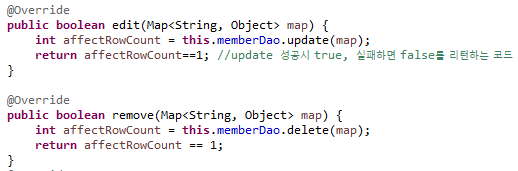 @Override
public boolean edit(Map<String, Object> map) {
    int affectRowCount = this.memberDao.update(map);
    return affectRowCount==1; //update 성공시 true, 실패하면 false를 리턴하는 코드
}
@Override
public boolean remove(Map<String, Object> map) {
    int affectRowCount = this.memberDao.delete(map);
    return affectRowCount == 1;
}